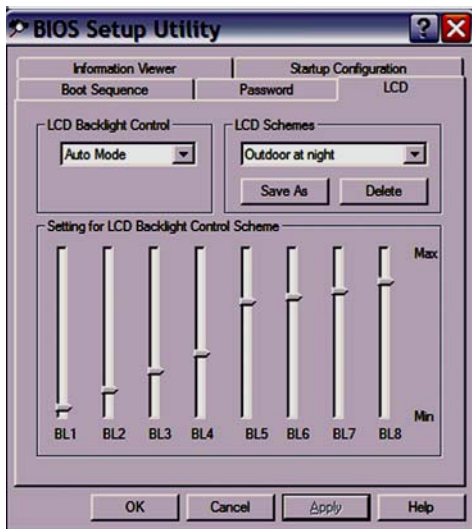 BIOS Setup Utility
Information Viewer Startup Configuration
Boot Sequence Password LCD
LCD Backlight Control LCD Schemes
Auto Mode Outdoor at night
Save As Delete
Setting for LCD Backlight Control Scheme
Max
Min
BL1 BL2 BL3 BL4 BL5 BL6 BL7 BL8
OK Cancel Apply Help